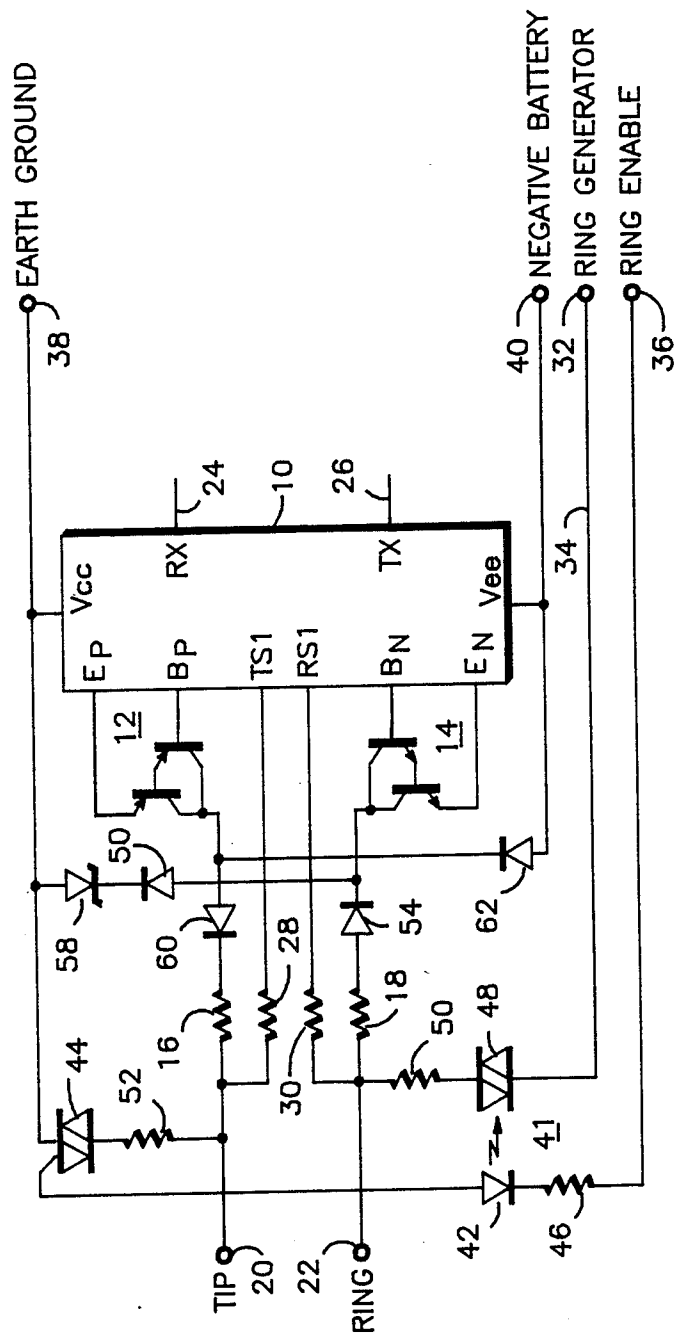 EARTH GROUND
38
58
50
44
52
12
EP
BP
TS1
RS1
BN
EN
Vcc
RX
24
10
TX
26
Vee
14
60
16
28
30
18
54
62
TIP
20
22
RING
50
48
41
42
46
40
NEGATIVE BATTERY
32
RING GENERATOR
34
36
RING ENABLE